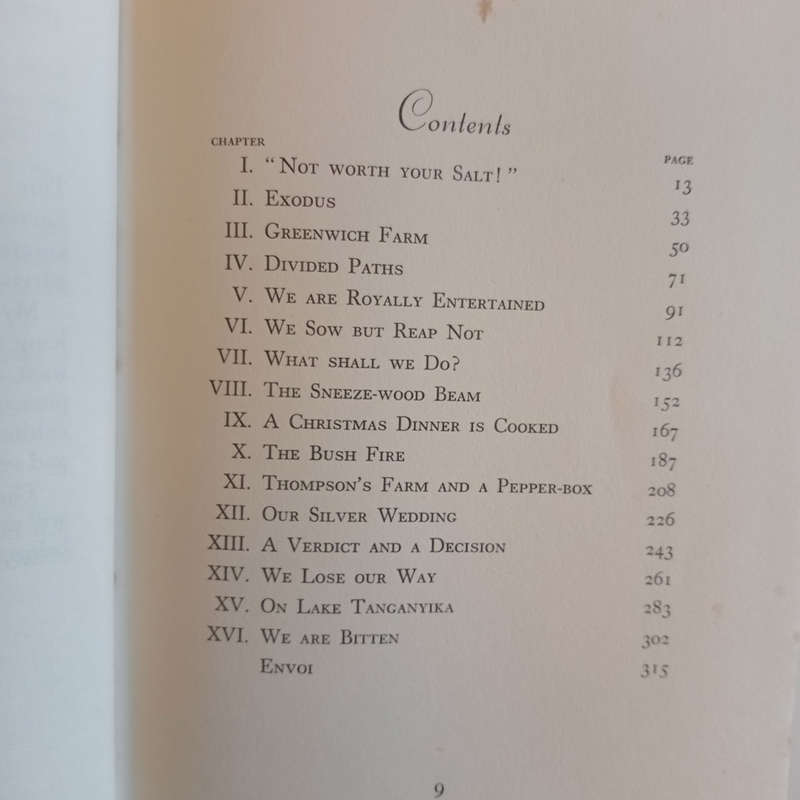 Contents
CHAPTER PAGE
I. "NOT WORTH YOUR SALT!" 13
II. EXODUS 33
III. GREENWICH FARM 50
IV. DIVIDED PATHS 71
V. WE ARE ROYALLY ENTERTAINED 91
VI. WE SOW BUT REAP NOT 112
VII. WHAT SHALL WE DO? 136
VIII. THE SNEEZE-WOOD BEAM 152
IX. A CHRISTMAS DINNER IS COOKED 167
X. THE BUSH FIRE 187
XI. THOMPSON'S FARM AND A PEPPER-BOX 208
XII. OUR SILVER WEDDING 226
XIII. A VERDICT AND A DECISION 243
XIV. WE LOSE OUR WAY 261
XV. ON LAKE TANGANYIKA 283
XVI. WE ARE BITTEN 302
ENVOI 315
9